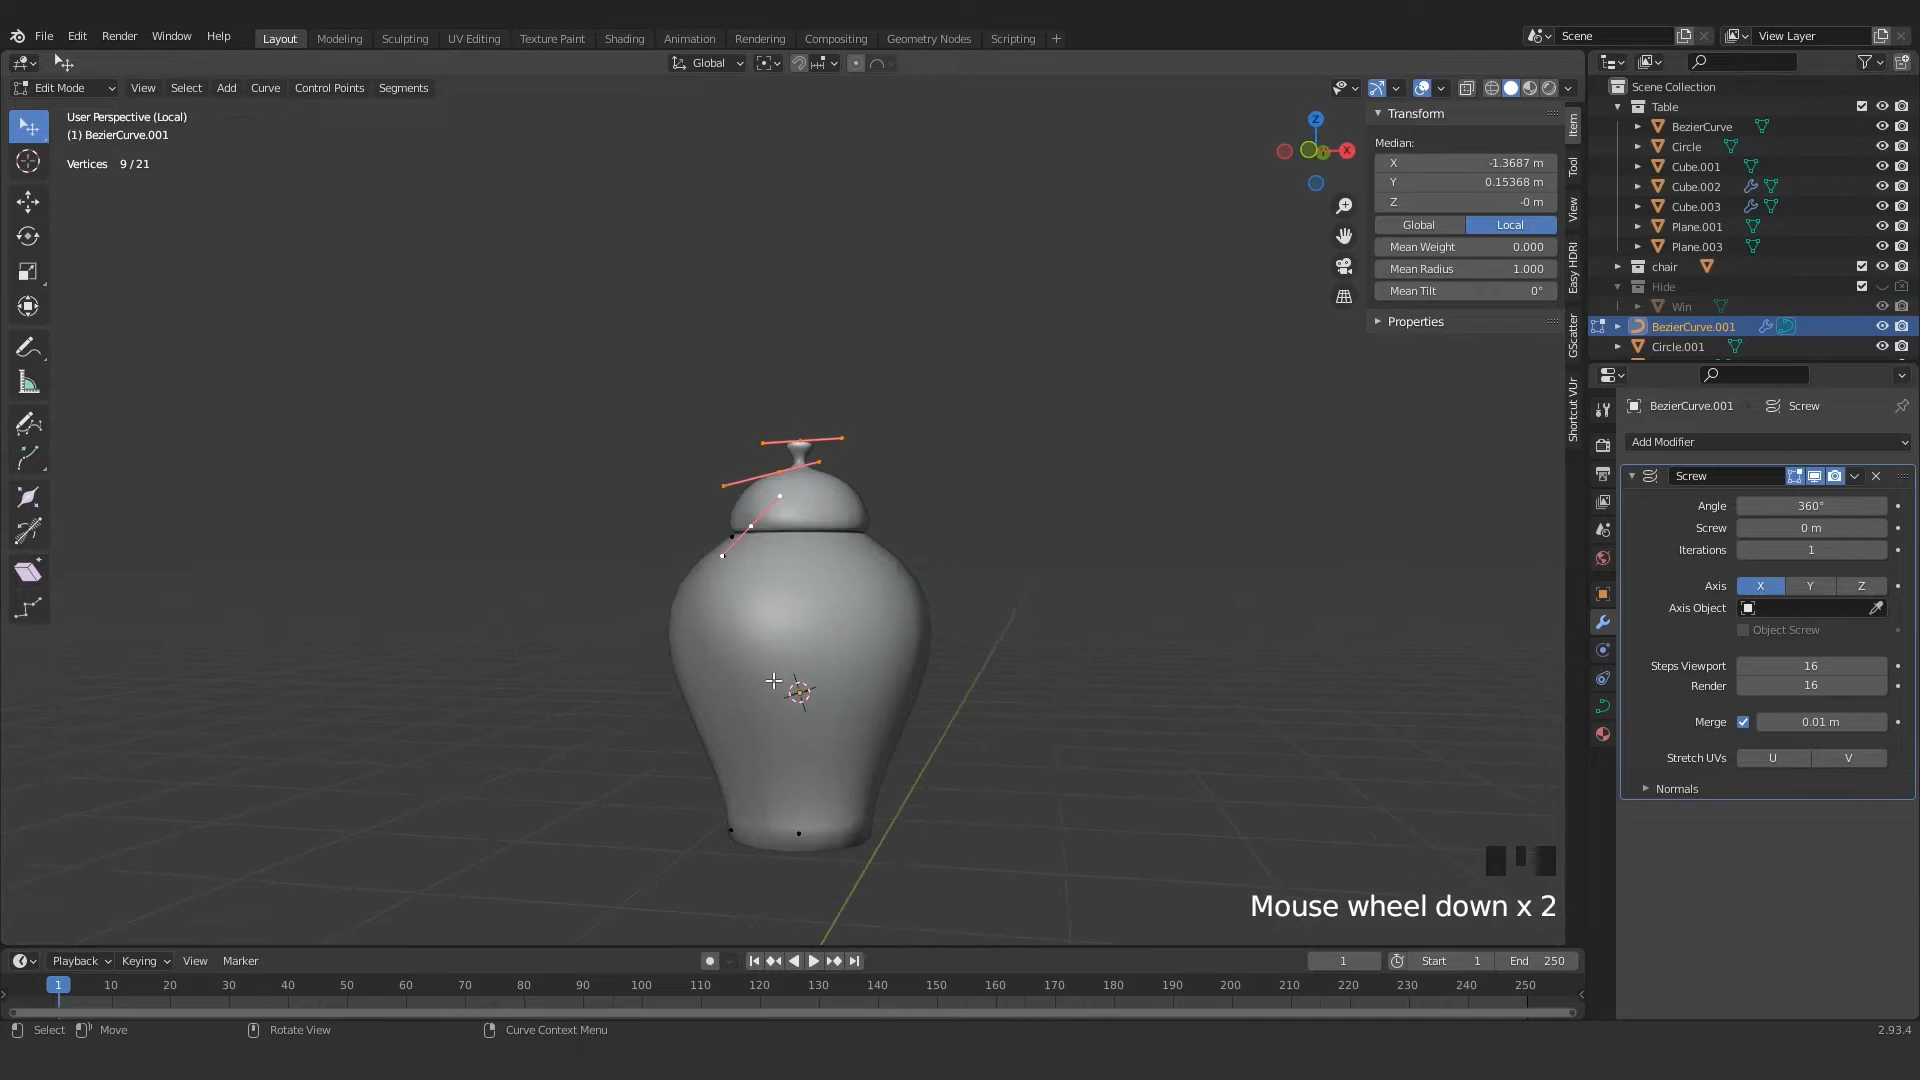 File Edit Render Window Help
Layout Modeling Sculpting UV Editing Texture Paint Shading Animation Rendering Compositing Geometry Nodes Scripting +
Scene
View Layer
Global
Edit Mode View Select Add Curve Control Points Segments
User Perspective (Local)
(1) BezierCurve.001
Vertices 9 / 21
Z
X
Transform
Median:
X -1.3687 m
Y 0.15368 m
Z -0 m
Global Local
Mean Weight 0.000
Mean Radius 1.000
Mean Tilt 0°
Properties
Item
Tool
View
Easy HDRI
GScatter
Shortcut VUr
Scene Collection
Table
BezierCurve
Circle
Cube.001
Cube.002
Cube.003
Plane.001
Plane.003
chair
Hide
Win
BezierCurve.001
Circle.001
BezierCurve.001 Screw
Add Modifier
Screw
Angle 360°
Screw 0 m
Iterations 1
Axis X Y Z
Axis Object
Object Screw
Steps Viewport 16
Render 16
Merge 0.01 m
Stretch UVs U V
Normals
Mouse wheel down x 2
Playback Keying View Marker
1 Start 1 End 250
1 10 20 30 40 50 60 70 80 90 100 110 120 130 140 150 160 170 180 190 200 210 220 230 240 250
Select Move Rotate View Curve Context Menu
2.93.4